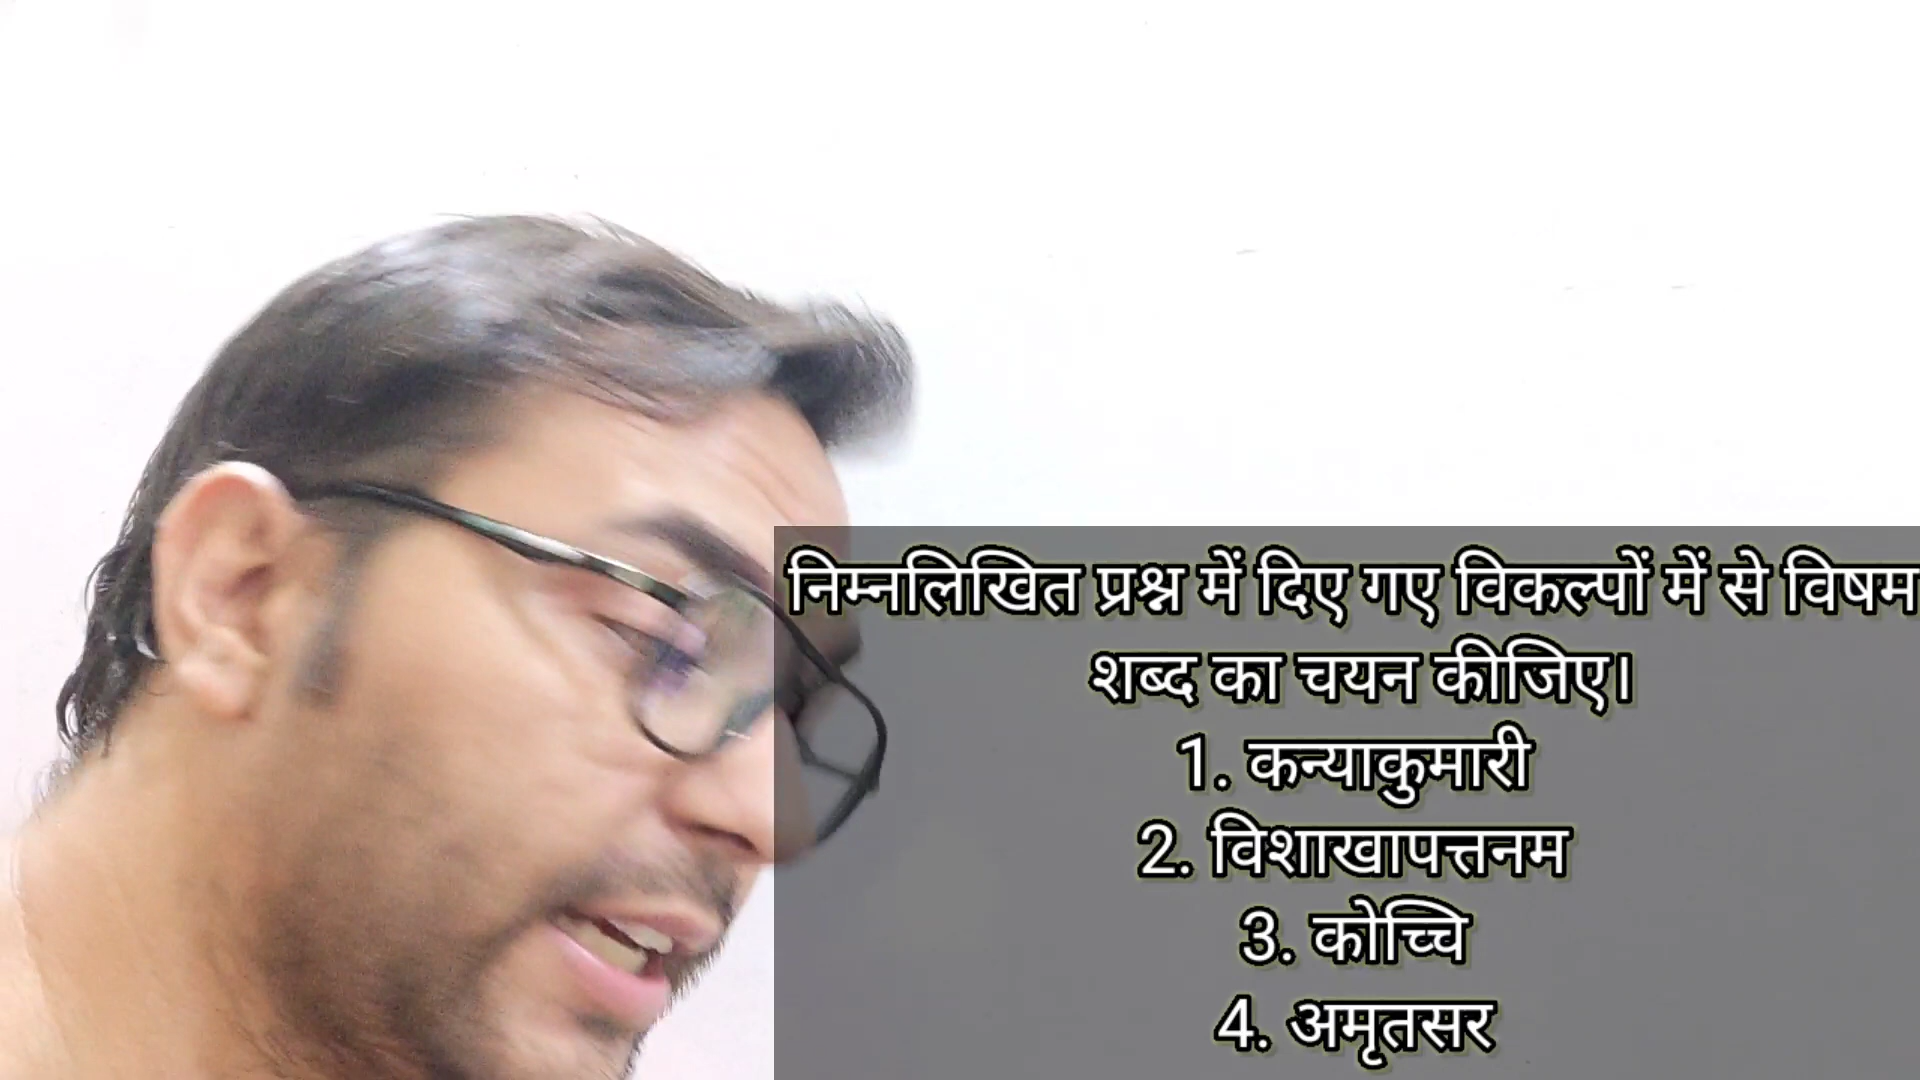 निम्नलिखित प्रश्न में दिए गए विकल्पों में से विषम
शब्द का चयन कीजिए।
1. कन्याकुमारी
2. विशाखापत्तनम
3. कोच्चि
4. अमृतसर